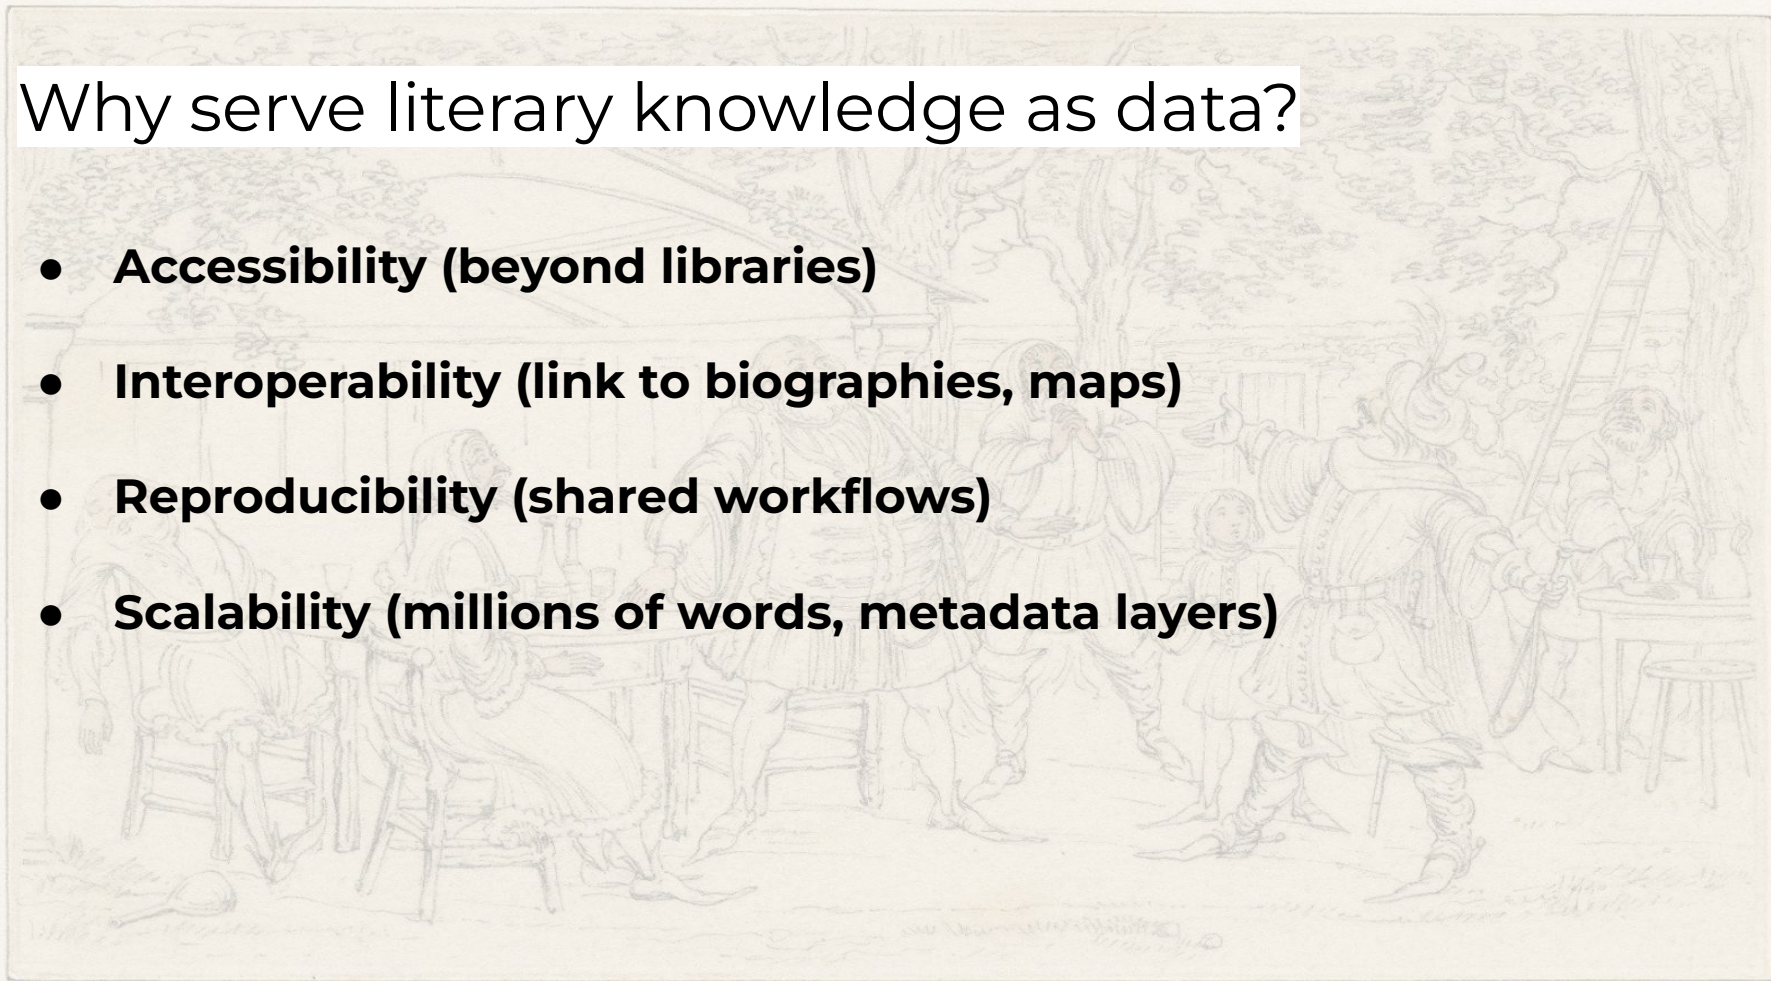 Why serve literary knowledge as data?
● Accessibility (beyond libraries)
● Interoperability (link to biographies, maps)
● Reproducibility (shared workflows)
● Scalability (millions of words, metadata layers)